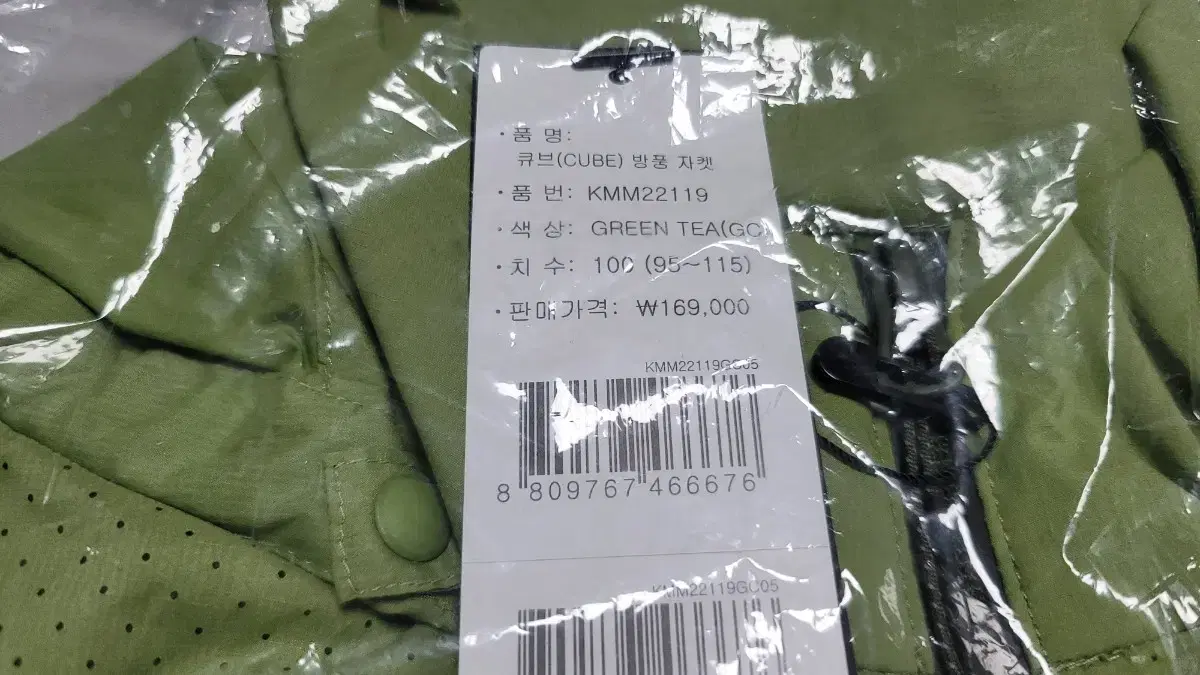 · 품 명:
큐브(CUBE) 방풍 자켓
· 품 번: KMM22119
· 색 상: GREEN TEA(GC)
· 치 수: 100 (95~115)
· 판매가격: ₩169,000
KMM22119GC05
8 809767 466676
KMM22119GC05